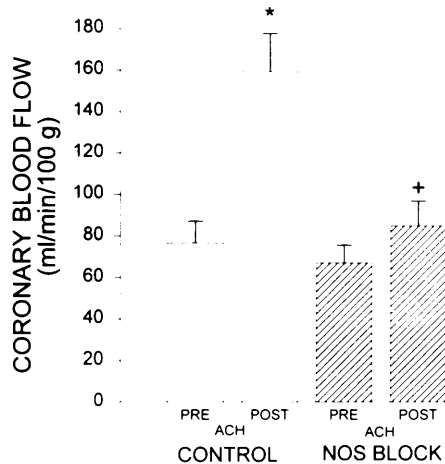 CORONARY BLOOD FLOW
(ml/min/100 g)
180
160
140
120
100
80
60
40
20
0
*
+
PRE POST PRE POST
ACH ACH
CONTROL NOS BLOCK